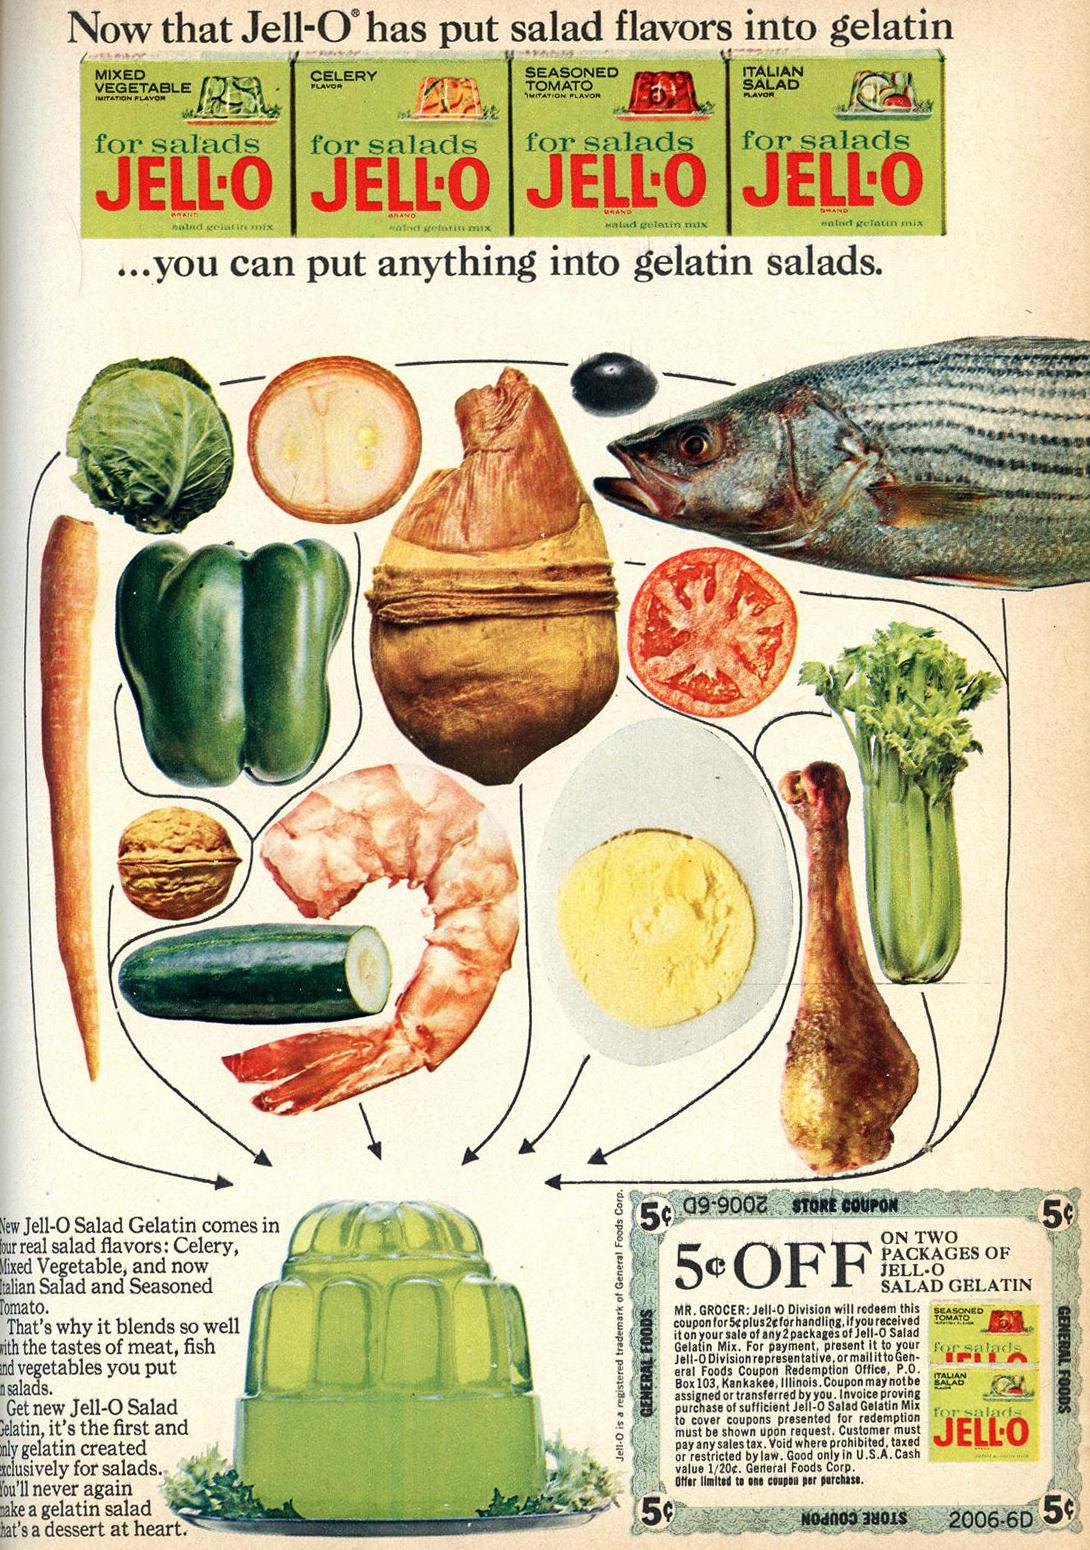 Now that Jell-O® has put salad flavors into gelatin
MIXED
VEGETABLE
IMITATION FLAVOR
for salads
JELL-O
BRAND
salad gelatin mix
CELERY
FLAVOR
for salads
JELL-O
BRAND
salad gelatin mix
SEASONED
TOMATO
IMITATION FLAVOR
for salads
JELL-O
BRAND
salad gelatin mix
ITALIAN
SALAD
FLAVOR
for salads
JELL-O
BRAND
salad gelatin mix
...you can put anything into gelatin salads.
New Jell-O Salad Gelatin comes in
four real salad flavors: Celery,
Mixed Vegetable, and now
Italian Salad and Seasoned
Tomato.
That's why it blends so well
with the tastes of meat, fish
and vegetables you put
n salads.
Get new Jell-O Salad
Gelatin, it's the first and
only gelatin created
exclusively for salads.
You'll never again
make a gelatin salad
that's a dessert at heart.
Jell-O is a registered trademark of General Foods Corp.
5¢ 2006-6D STORE COUPON 5¢
GENERAL FOODS
5¢ OFF
ON TWO
PACKAGES OF
JELL-O
SALAD GELATIN
MR. GROCER: Jell-O Division will redeem this
coupon for 5¢ plus 2¢ for handling, if you received
it on your sale of any 2 packages of Jell-O Salad
Gelatin Mix. For payment, present it to your
Jell-O Division representative, or mail it to Gen-
eral Foods Coupon Redemption Office, P.O.
Box 103, Kankakee, Illinois. Coupon may not be
assigned or transferred by you. Invoice proving
purchase of sufficient Jell-O Salad Gelatin Mix
to cover coupons presented for redemption
must be shown upon request. Customer must
pay any sales tax. Void where prohibited, taxed
or restricted by law. Good only in U.S.A. Cash
value 1/20¢. General Foods Corp.
Offer limited to one coupon per purchase.
SEASONED
TOMATO
for salads
JELL-O
ITALIAN
SALAD
for salads
JELL-O
GENERAL FOODS
5¢ STORE COUPON 2006-6D 5¢